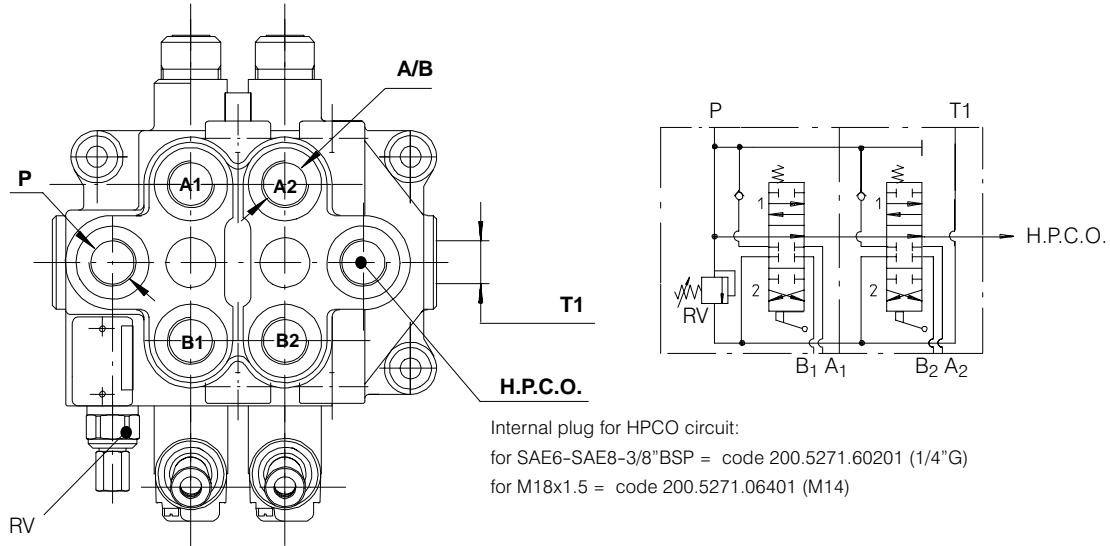 A/B
P
A1
A2
B1
B2
T1
H.P.C.O.
RV
P
T1
1
1
H.P.C.O.
2
2
RV
B1 A1
B2 A2
Internal plug for HPCO circuit:
for SAE6-SAE8-3/8”BSP = code 200.5271.60201 (1/4”G)
for M18x1.5 = code 200.5271.06401 (M14)